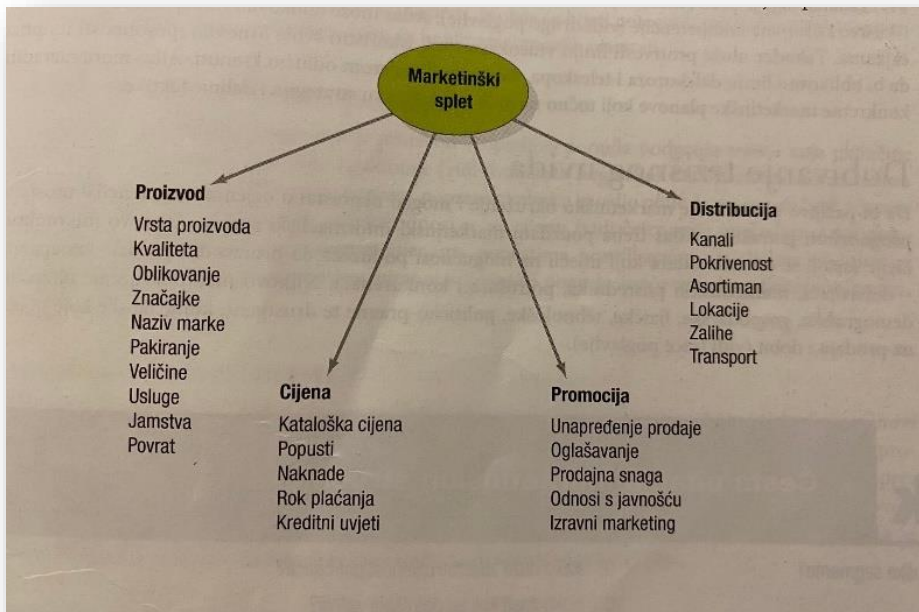 Marketinški
splet
Proizvod
Vrsta proizvoda
Kvaliteta
Oblikovanje
Značajke
Naziv marke
Pakiranje
Veličine
Usluge
Jamstva
Povrat
Cijena
Kataloška cijena
Popusti
Naknade
Rok plaćanja
Kreditni uvjeti
Promocija
Unapređenje prodaje
Oglašavanje
Prodajna snaga
Odnosi s javnošću
Izravni marketing
Distribucija
Kanali
Pokrivenost
Asortiman
Lokacije
Zalihe
Transport